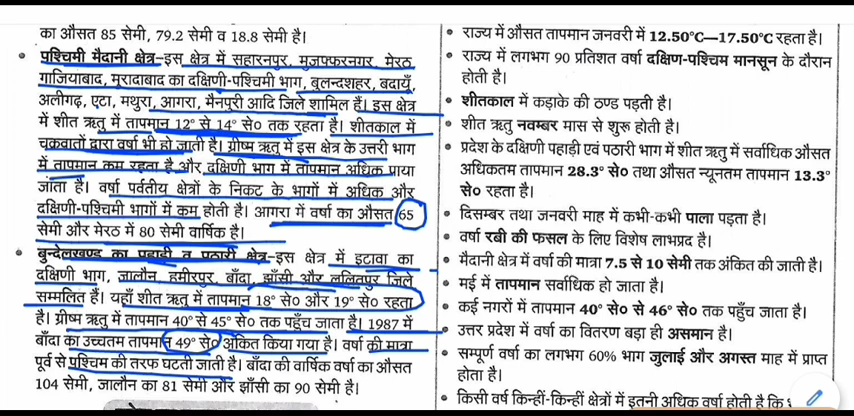 का औसत 85 सेमी, 79.2 सेमी व 18.8 सेमी है।
• पश्चिमी मैदानी क्षेत्र–इस क्षेत्र में सहारनपुर, मुजफ्फरनगर, मेरठ
गाजियाबाद, मुरादाबाद का दक्षिणी-पश्चिमी भाग, बुलन्दशहर, बदायूँ,
अलीगढ़, एटा, मथुरा, आगरा, मैनपुरी आदि जिले शामिल हैं। इस क्षेत्र
में शीत ऋतु में तापमान 12° से 14° से० तक रहता है। शीतकाल में
चक्रवातों द्वारा वर्षा भी हो जाती है। ग्रीष्म ऋतु में इस क्षेत्र के उत्तरी भाग
में तापमान कम रहता है और दक्षिणी भाग में तापमान अधिक पाया
जाता है। वर्षा पर्वतीय क्षेत्रों के निकट के भागों में अधिक और
दक्षिणी-पश्चिमी भागों में कम होती है। आगरा में वर्षा का औसत 65
सेमी और मेरठ में 80 सेमी वार्षिक है।
• बुन्देलखण्ड का पहाड़ी व पठारी क्षेत्र–इस क्षेत्र में इटावा का
दक्षिणी भाग, जालौन, हमीरपुर, बाँदा, झाँसी और ललितपुर जिले
सम्मलित हैं। यहाँ शीत ऋतु में तापमान 18° से० और 19° से० रहता
है। ग्रीष्म ऋतु में तापमान 40° से 45° से० तक पहुँच जाता है। 1987 में
बाँदा का उच्चतम तापमान 49° से० अंकित किया गया है। वर्षा की मात्रा
पूर्व से पश्चिम की तरफ घटती जाती है। बाँदा की वार्षिक वर्षा का औसत
104 सेमी, जालौन का 81 सेमी और झाँसी का 90 सेमी है।
• राज्य में औसत तापमान जनवरी में 12.50°C—17.50°C रहता है।
• राज्य में लगभग 90 प्रतिशत वर्षा दक्षिण-पश्चिम मानसून के दौरान
होती है।
• शीतकाल में कड़ाके की ठण्ड पड़ती है।
• शीत ऋतु नवम्बर मास से शुरू होती है।
• प्रदेश के दक्षिणी पहाड़ी एवं पठारी भाग में शीत ऋतु में सर्वाधिक औसत
अधिकतम तापमान 28.3° से० तथा औसत न्यूनतम तापमान 13.3°
से० रहता है।
• दिसम्बर तथा जनवरी माह में कभी-कभी पाला पड़ता है।
• वर्षा रबी की फसल के लिए विशेष लाभप्रद है।
• मैदानी क्षेत्र में वर्षा की मात्रा 7.5 से 10 सेमी तक अंकित की जाती है।
• मई में तापमान सर्वाधिक हो जाता है।
• कई नगरों में तापमान 40° से० से 46° से० तक पहुँच जाता है।
• उत्तर प्रदेश में वर्षा का वितरण बड़ा ही असमान है।
• सम्पूर्ण वर्षा का लगभग 60% भाग जुलाई और अगस्त माह में प्राप्त
होता है।
• किसी वर्ष किन्हीं-किन्हीं क्षेत्रों में इतनी अधिक वर्षा होती है कि